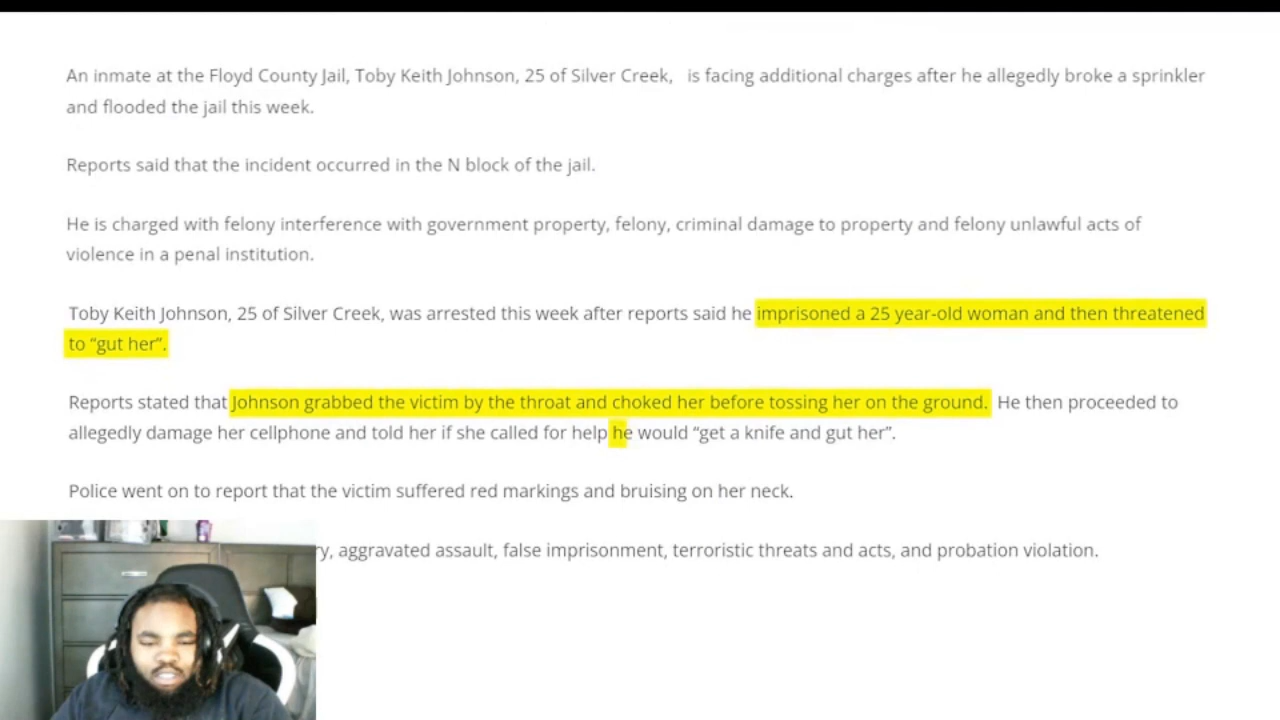 An inmate at the Floyd County Jail, Toby Keith Johnson, 25 of Silver Creek, is facing additional charges after he allegedly broke a sprinkler
and flooded the jail this week.
Reports said that the incident occurred in the N block of the jail.
He is charged with felony interference with government property, felony, criminal damage to property and felony unlawful acts of
violence in a penal institution.
Toby Keith Johnson, 25 of Silver Creek, was arrested this week after reports said he imprisoned a 25 year-old woman and then threatened
to “gut her”.
Reports stated that Johnson grabbed the victim by the throat and choked her before tossing her on the ground. He then proceeded to
allegedly damage her cellphone and told her if she called for help he would “get a knife and gut her”.
Police went on to report that the victim suffered red markings and bruising on her neck.
aggravated assault, false imprisonment, terroristic threats and acts, and probation violation.